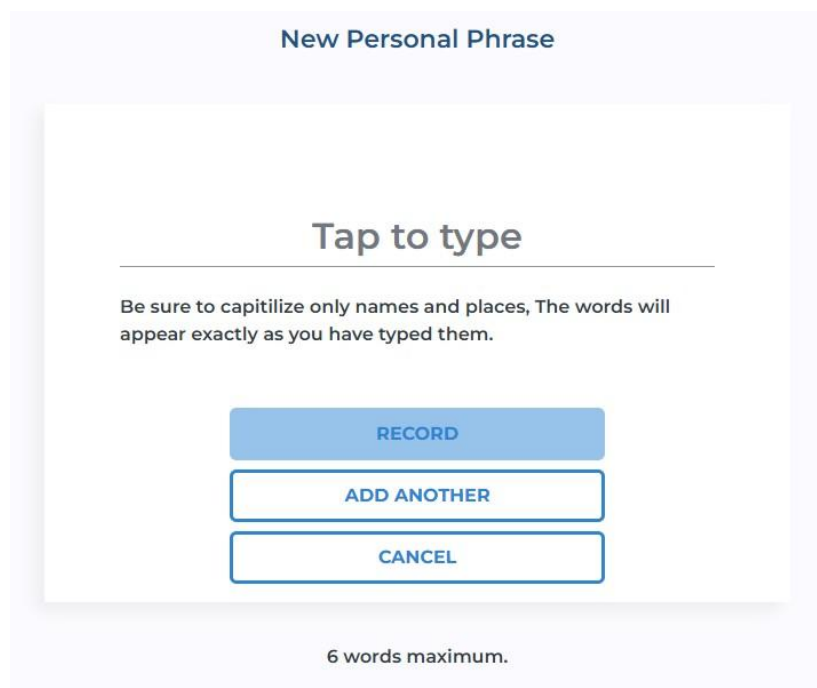 New Personal Phrase
Tap to type
Be sure to capitilize only names and places, The words will
appear exactly as you have typed them.
RECORD
ADD ANOTHER
CANCEL
6 words maximum.